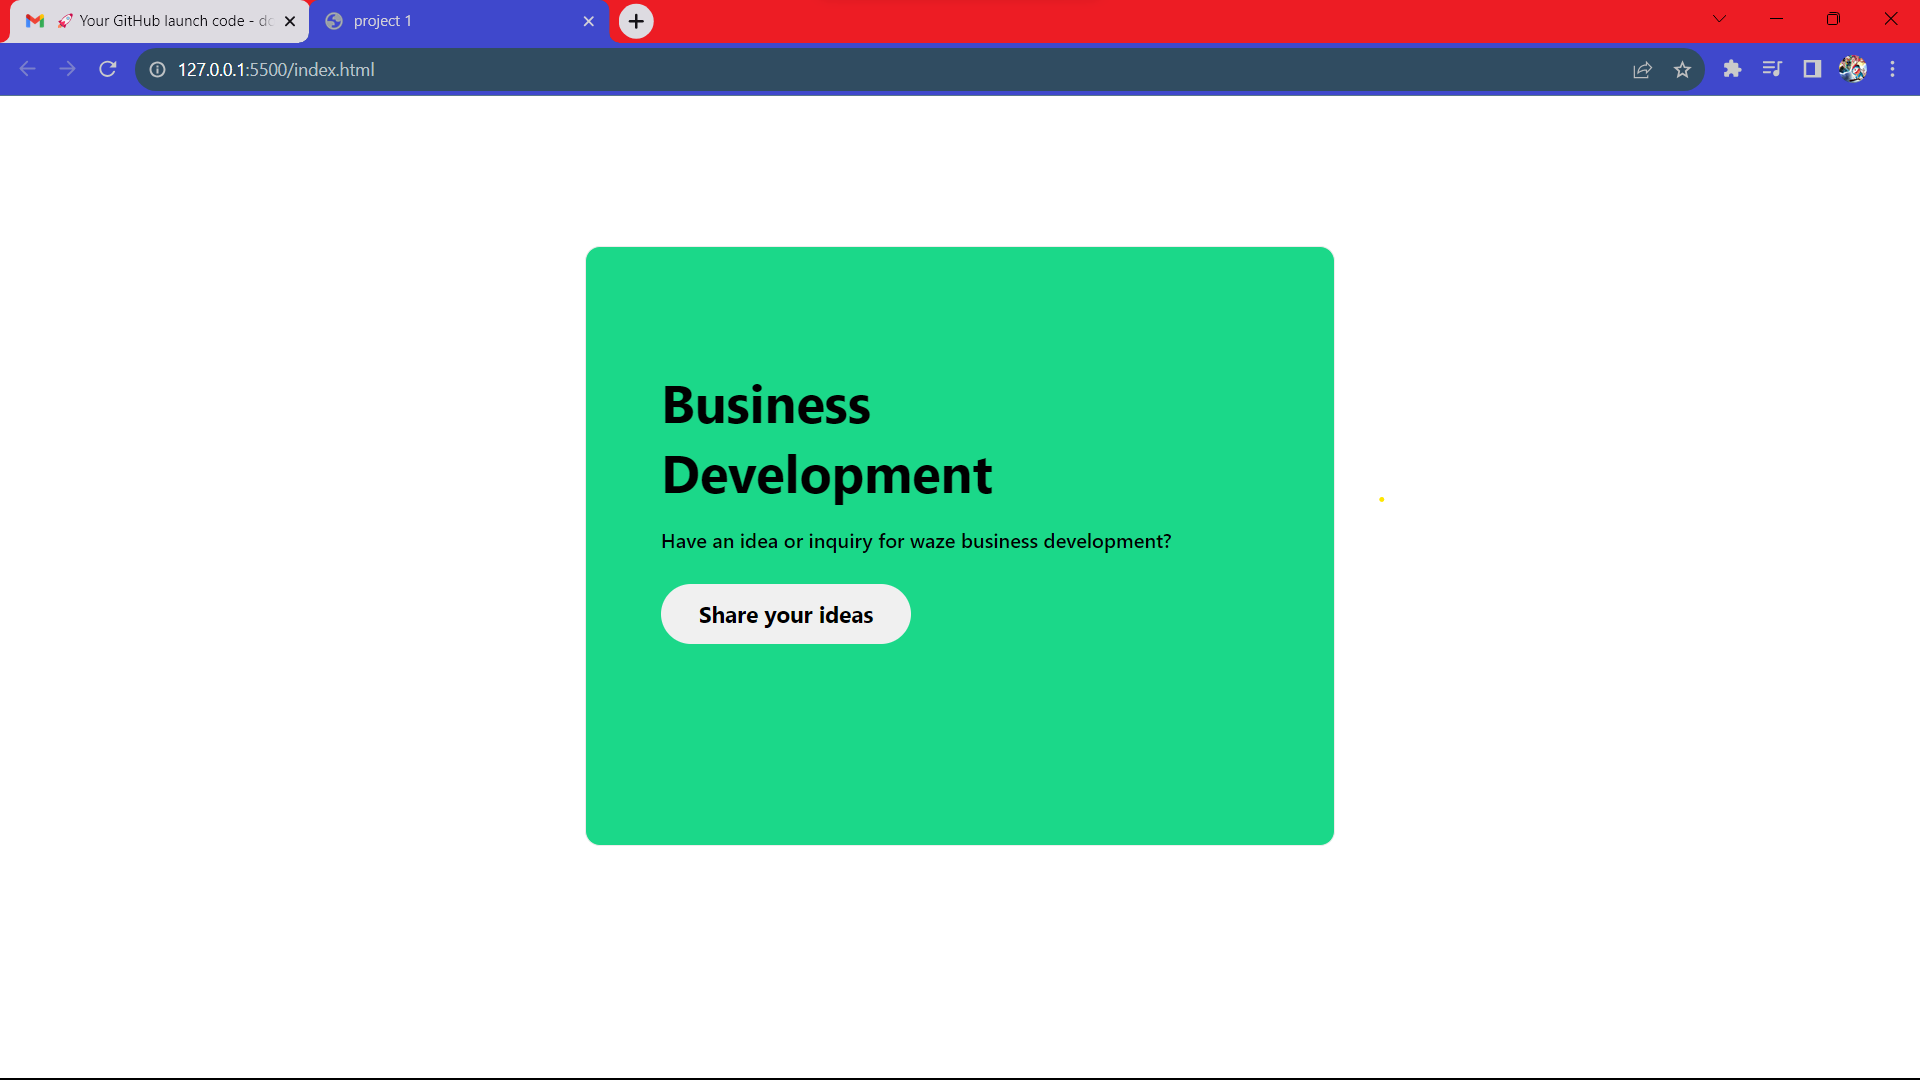 🚀 Your GitHub launch code - do
project 1
127.0.0.1:5500/index.html
Business
Development
Have an idea or inquiry for waze business development?
Share your ideas